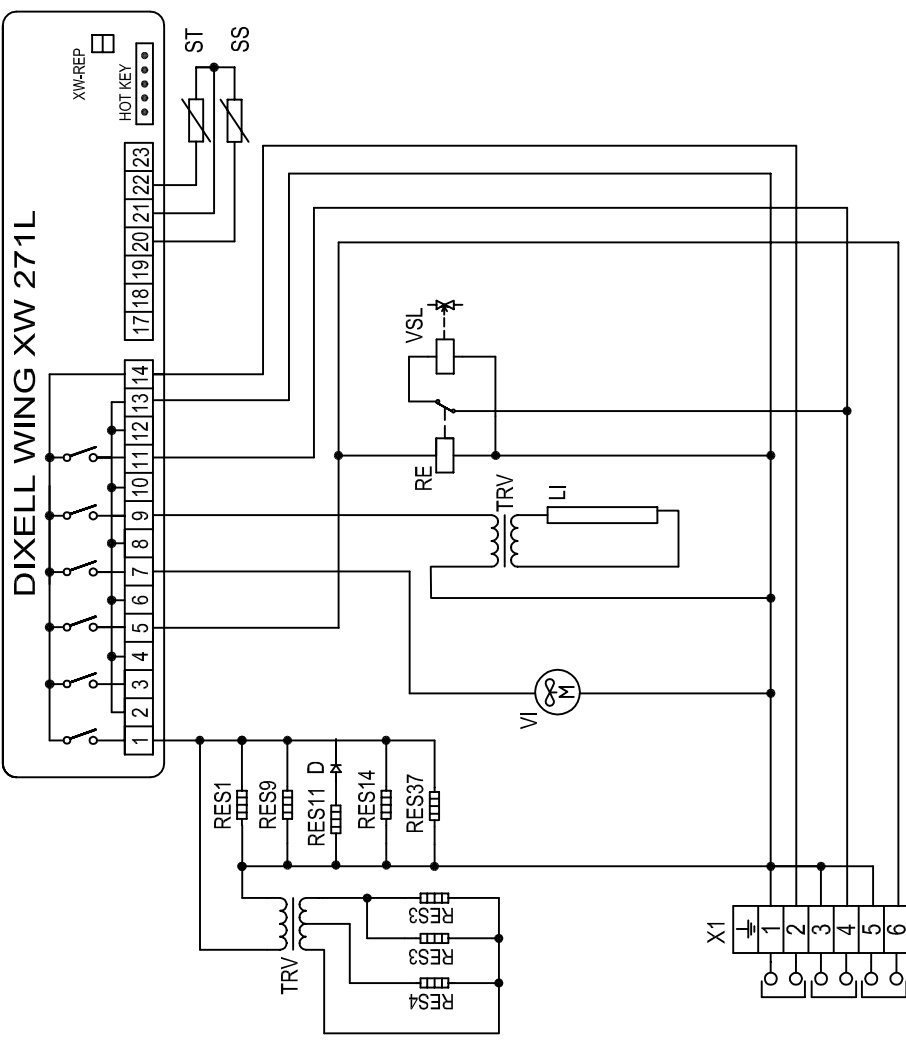 DIXELL WING XW 271L
XW-REP
HOT KEY
ST
SS
1 2 3 4 5 6 7 8 9 10 11 12 13 14
17 18 19 20 21 22 23
VSL
RE
TRV
LI
VI
M
RES1
RES9
RES11 D
RES14
RES37
TRV
RES3
RES3
RES4
X1
1
2
3
4
5
6